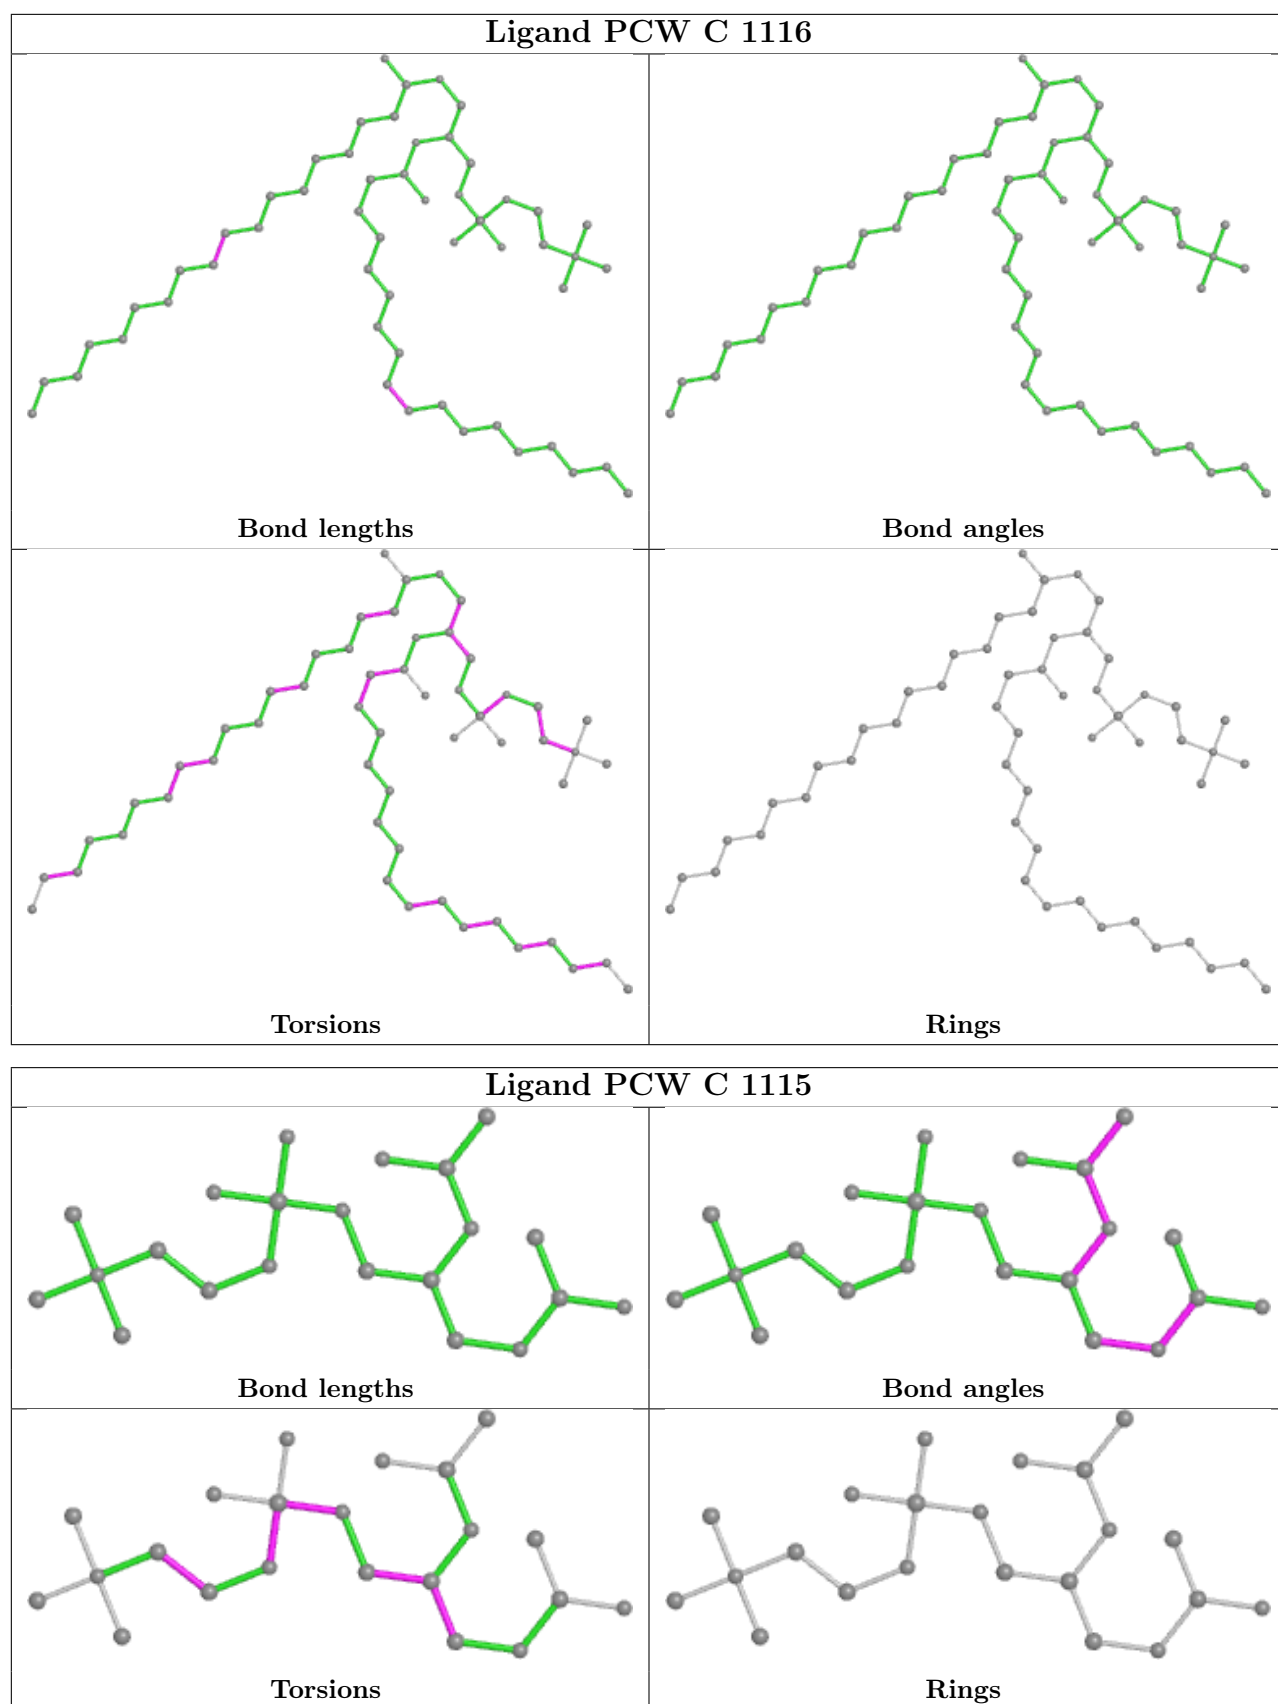 Ligand PCW C 1116
Bond lengths
Bond angles
Torsions
Rings
Ligand PCW C 1115
Bond lengths
Bond angles
Torsions
Rings